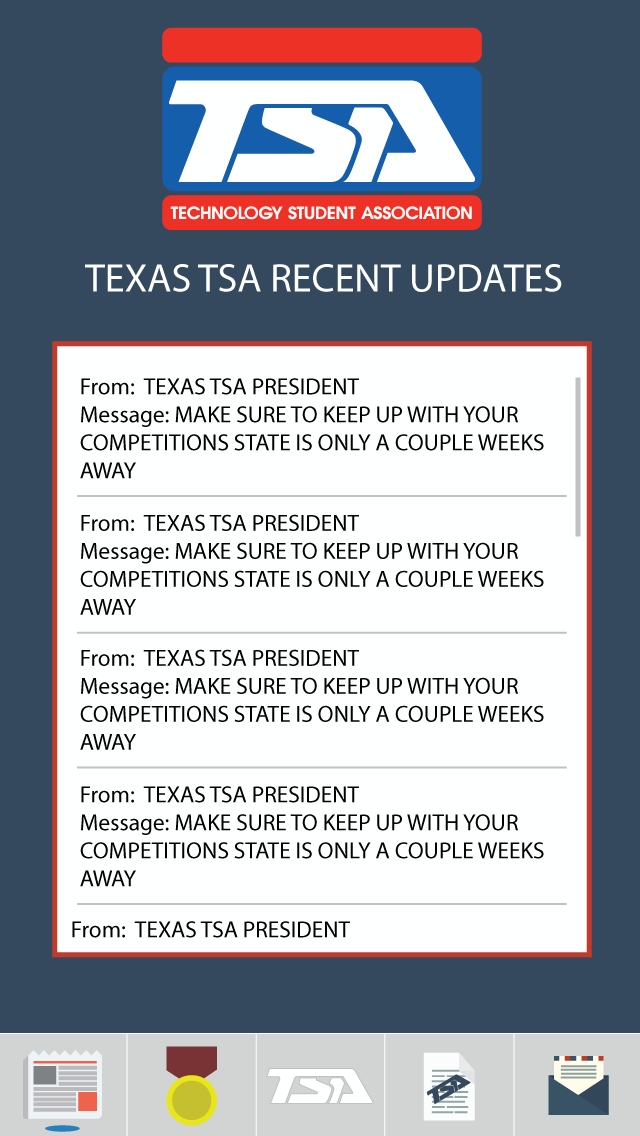 TSA
TECHNOLOGY STUDENT ASSOCIATION
TEXAS TSA RECENT UPDATES
From: TEXAS TSA PRESIDENT
Message: MAKE SURE TO KEEP UP WITH YOUR
COMPETITIONS STATE IS ONLY A COUPLE WEEKS
AWAY
From: TEXAS TSA PRESIDENT
Message: MAKE SURE TO KEEP UP WITH YOUR
COMPETITIONS STATE IS ONLY A COUPLE WEEKS
AWAY
From: TEXAS TSA PRESIDENT
Message: MAKE SURE TO KEEP UP WITH YOUR
COMPETITIONS STATE IS ONLY A COUPLE WEEKS
AWAY
From: TEXAS TSA PRESIDENT
Message: MAKE SURE TO KEEP UP WITH YOUR
COMPETITIONS STATE IS ONLY A COUPLE WEEKS
AWAY
From: TEXAS TSA PRESIDENT
TSA
TSA